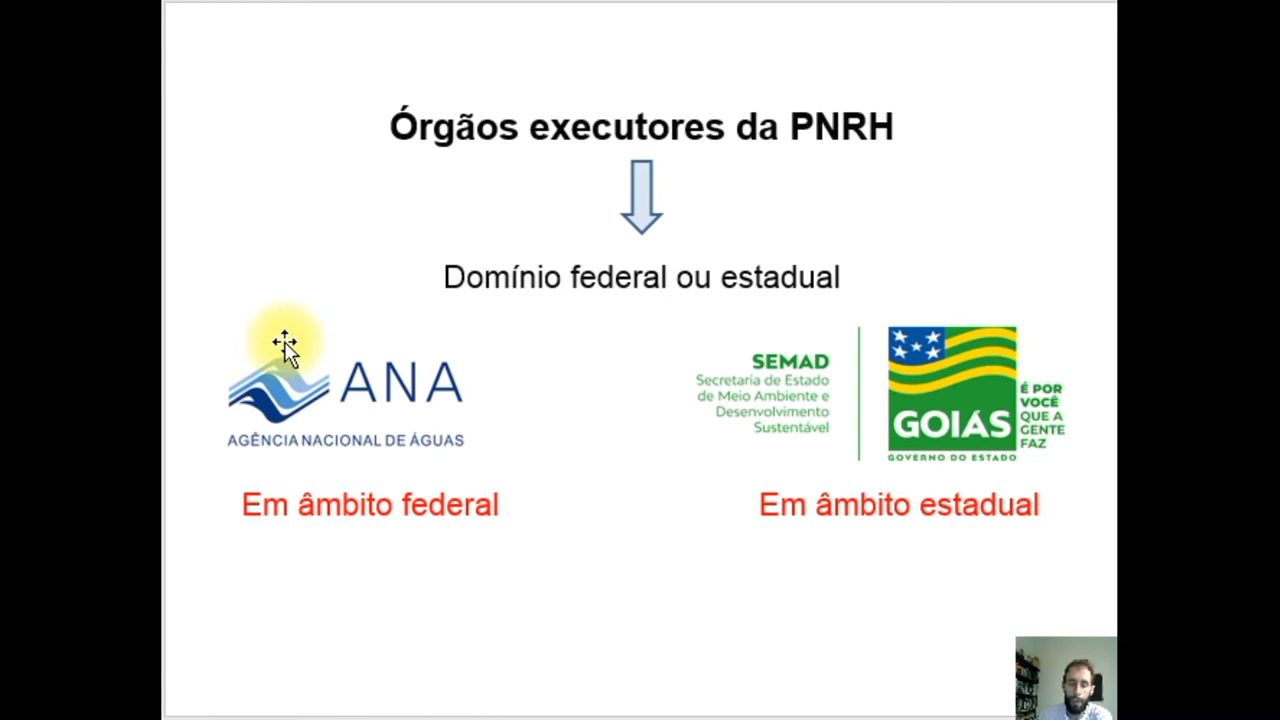 Órgãos executores da PNRH
Domínio federal ou estadual
ANA
AGÊNCIA NACIONAL DE ÁGUAS
SEMAD
Secretaria de Estado
de Meio Ambiente e
Desenvolvimento
Sustentável
GOIÁS
GOVERNO DO ESTADO
É POR
VOCÊ
QUE A
GENTE
FAZ
Em âmbito federal
Em âmbito estadual